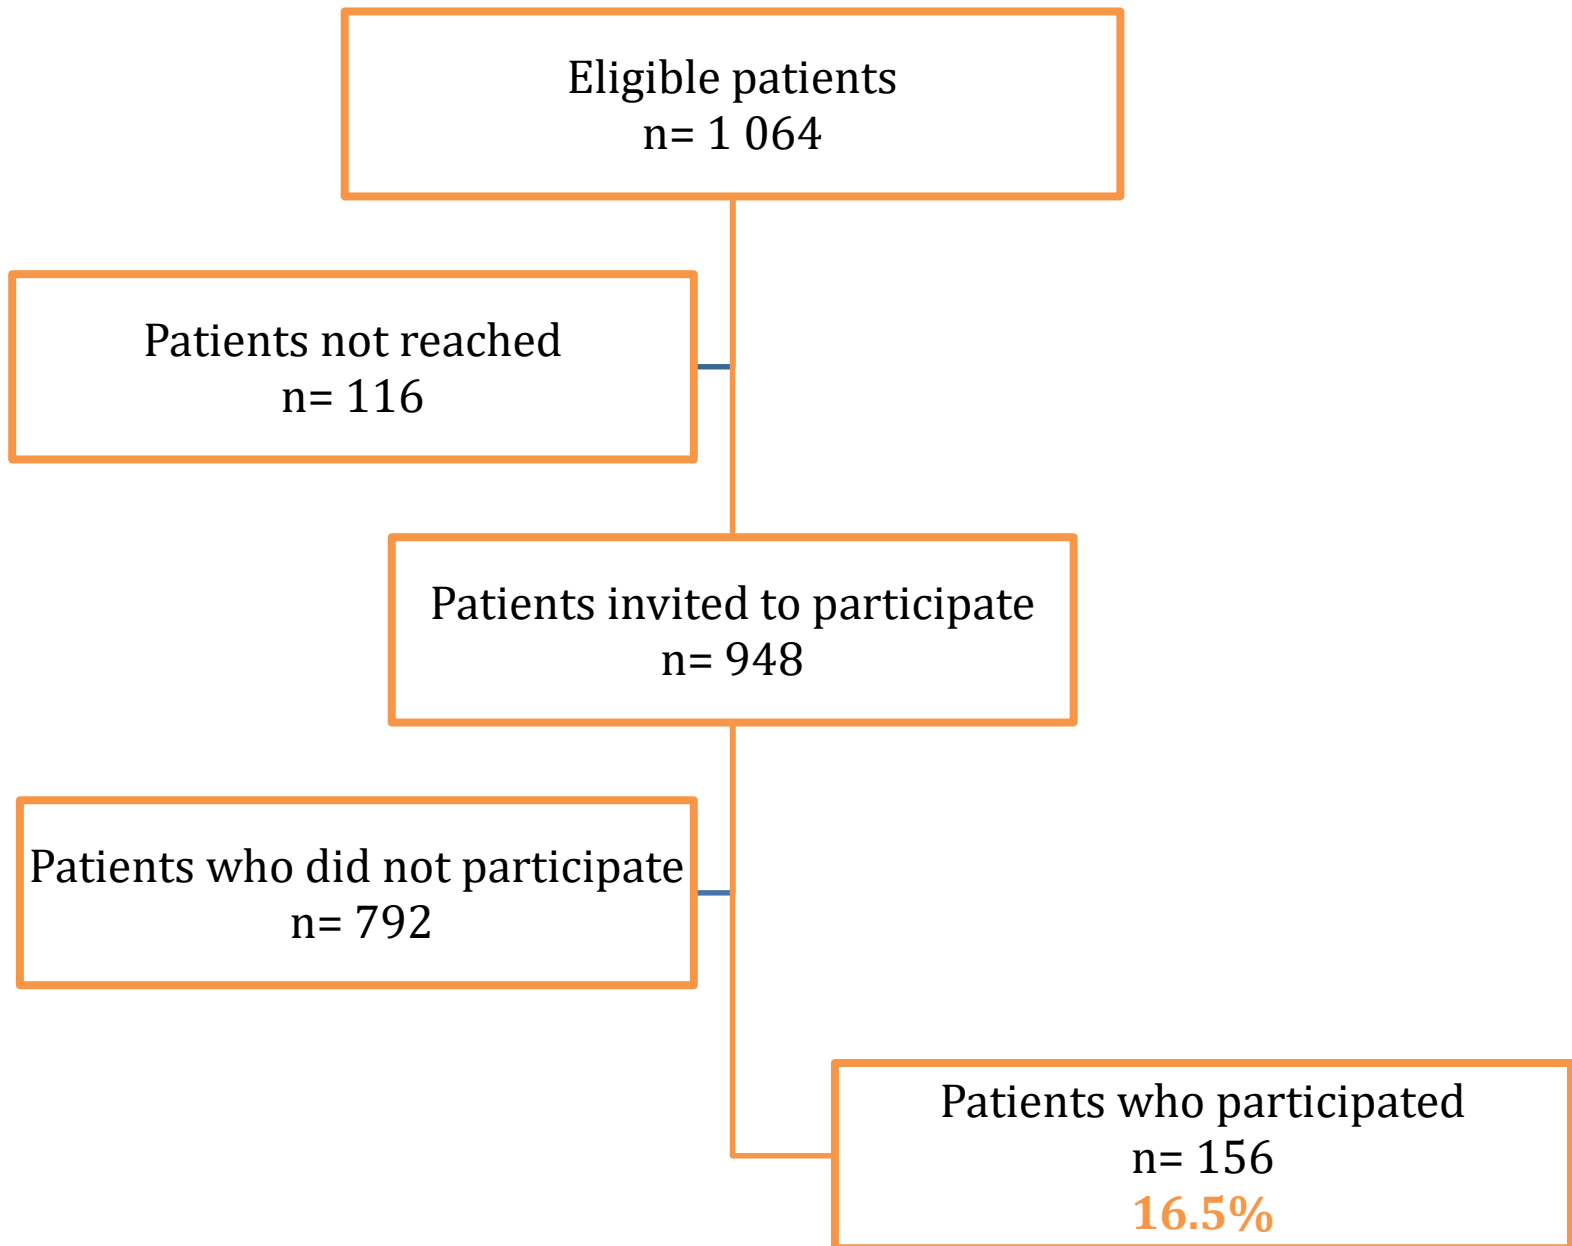 Eligible patients
n= 1 064
Patients not reached
n= 116
Patients invited to participate
n= 948
Patients who did not participate
n= 792
Patients who participated
n= 156
16.5%